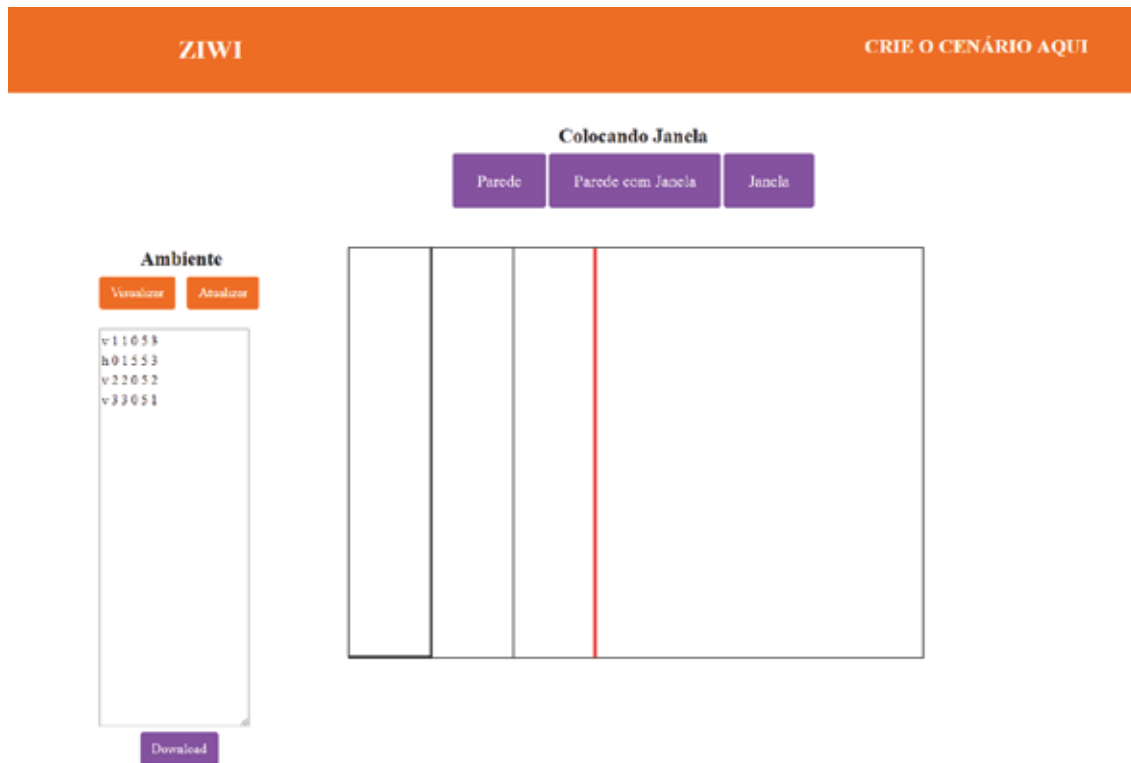 ZIWI
CRIE O CENÁRIO AQUI
Colocando Janela
Parede
Parede com Janela
Janela
Ambiente
Visualizar
Atualizar
v 1 1 0 5 3
h 0 1 5 5 3
v 2 2 0 5 2
v 3 3 0 5 1
Download